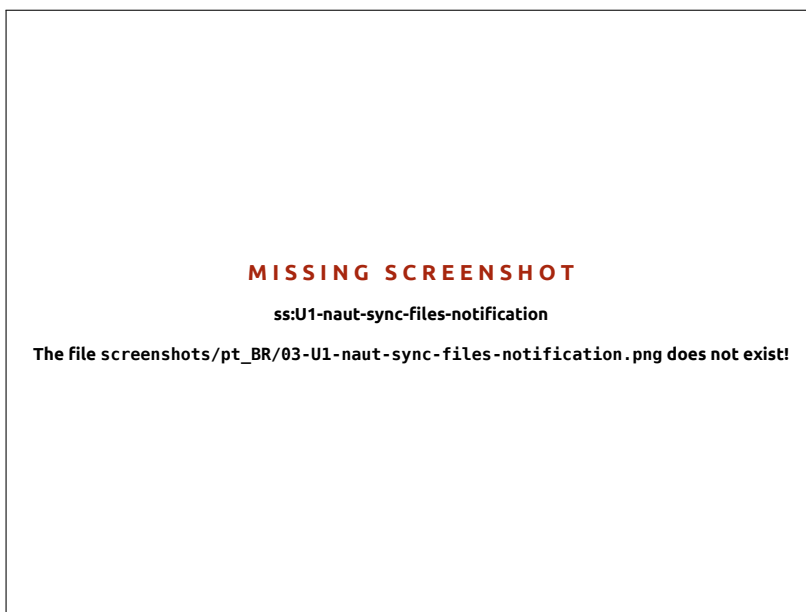 MISSING SCREENSHOT
ss:U1-naut-sync-files-notification
The file screenshots/pt_BR/03-U1-naut-sync-files-notification.png does not exist!